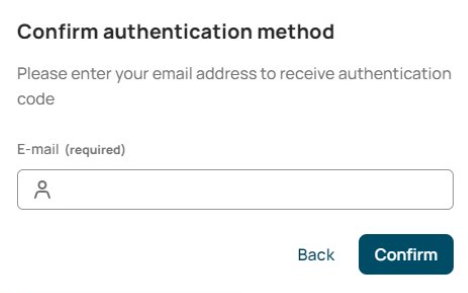 Confirm authentication method
Please enter your email address to receive authentication
code
E-mail (required)
Back
Confirm